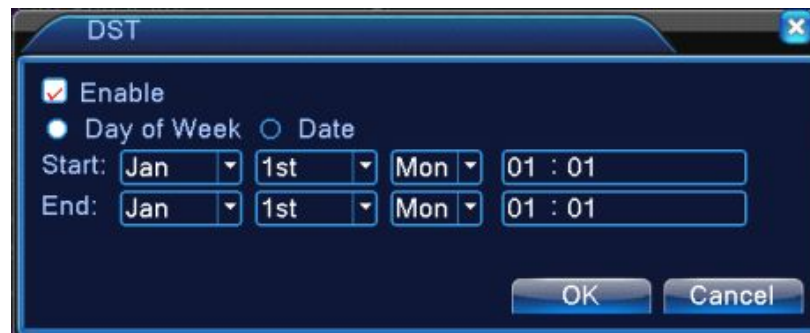 DST
Enable
Day of Week Date
Start: Jan 1st Mon 01 : 01
End: Jan 1st Mon 01 : 01
OK Cancel